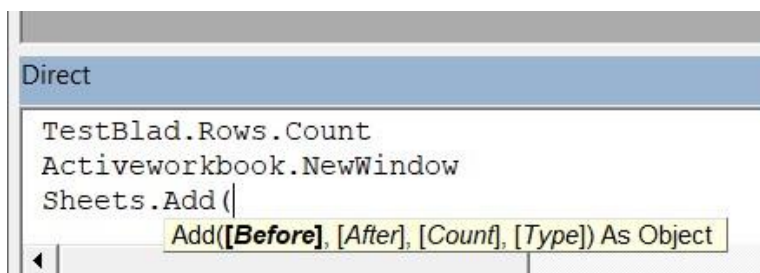 Direct
TestBlad.Rows.Count
Activeworkbook.NewWindow
Sheets.Add(
Add([Before], [After], [Count], [Type]) As Object